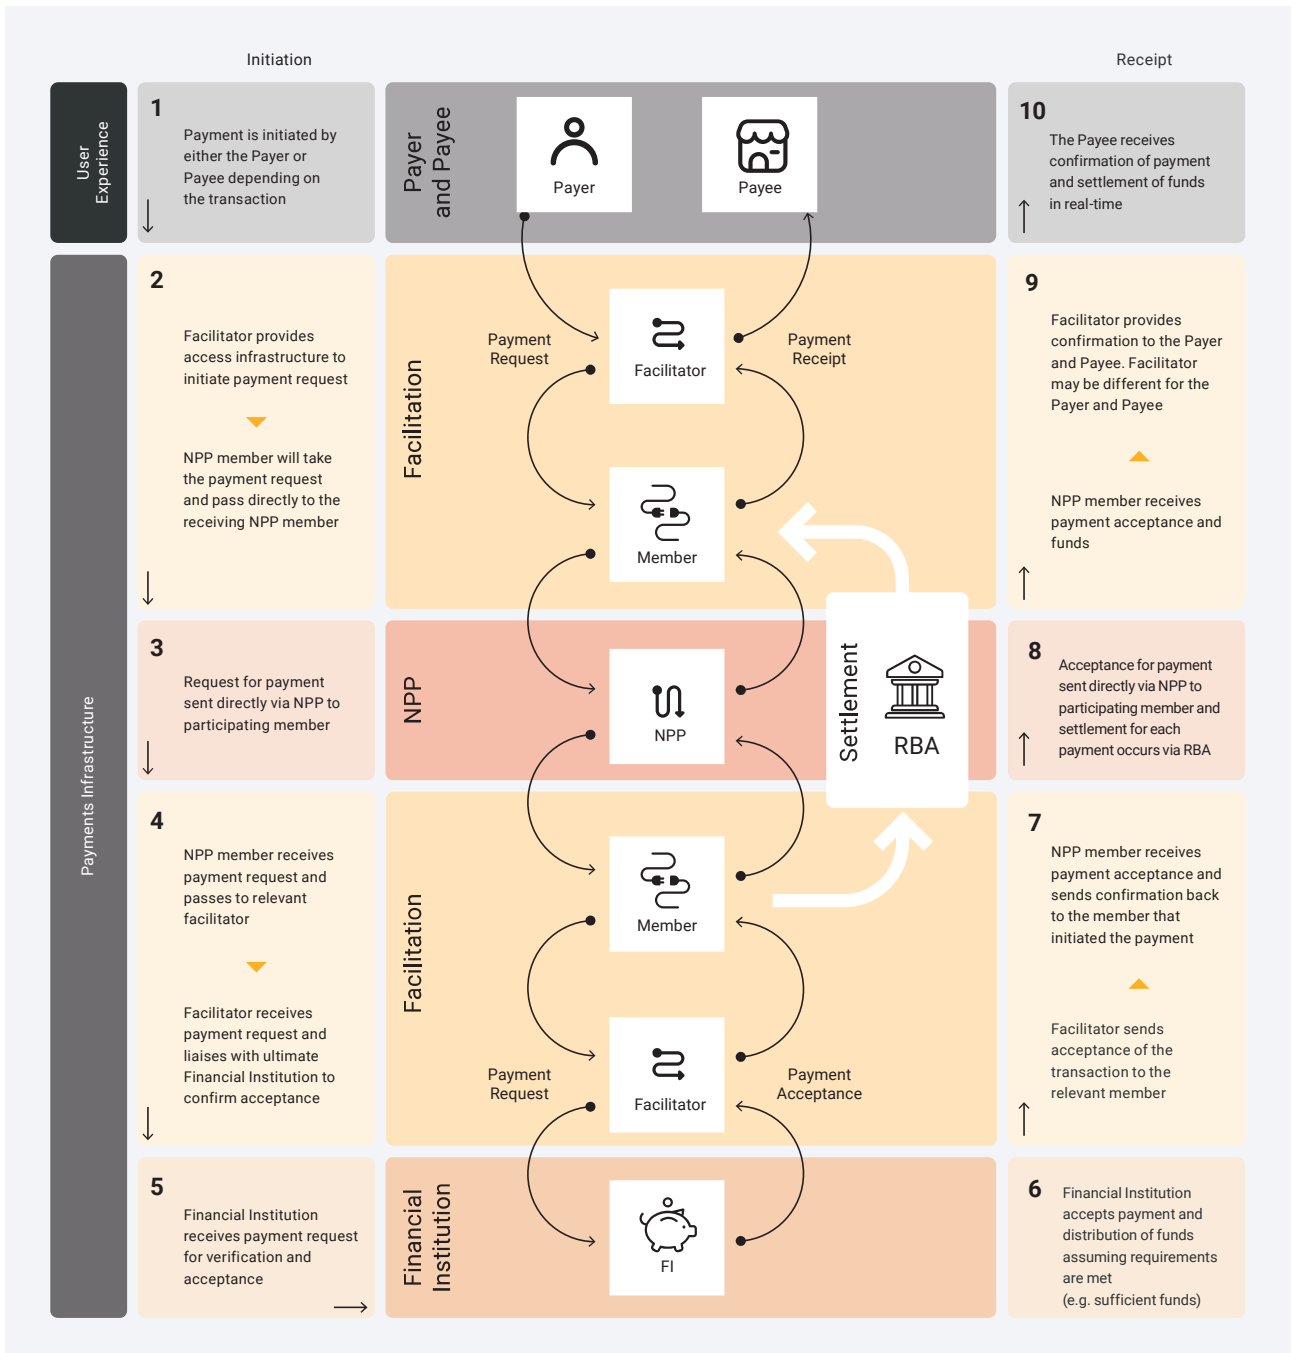 Initiation
Receipt
User
Experience
1
Payment is initiated by
either the Payer or
Payee depending on
the transaction
Payer
and Payee
Payer
Payee
10
The Payee receives
confirmation of payment
and settlement of funds
in real-time
Payments Infrastructure
2
Facilitator provides
access infrastructure to
initiate payment request
NPP member will take
the payment request
and pass directly to the
receiving NPP member
Facilitation
Payment
Request
Facilitator
Payment
Receipt
Member
9
Facilitator provides
confirmation to the Payer
and Payee. Facilitator
may be different for the
Payer and Payee
NPP member receives
payment acceptance and
funds
3
Request for payment
sent directly via NPP to
participating member
NPP
NPP
Settlement
RBA
8
Acceptance for payment
sent directly via NPP to
participating member and
settlement for each
payment occurs via RBA
4
NPP member receives
payment request and
passes to relevant
facilitator
Facilitator receives
payment request and
liaises with ultimate
Financial Institution to
confirm acceptance
Facilitation
Member
Payment
Request
Facilitator
Payment
Acceptance
7
NPP member receives
payment acceptance and
sends confirmation back
to the member that
initiated the payment
Facilitator sends
acceptance of the
transaction to the
relevant member
5
Financial Institution
receives payment request
for verification and
acceptance
Financial
Institution
FI
6
Financial Institution
accepts payment and
distribution of funds
assuming requirements
are met
(e.g. sufficient funds)